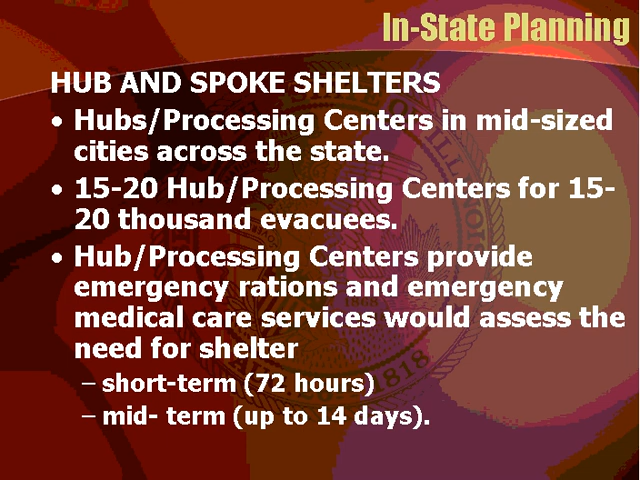 In-State Planning
HUB AND SPOKE SHELTERS
• Hubs/Processing Centers in mid-sized
cities across the state.
• 15-20 Hub/Processing Centers for 15-
20 thousand evacuees.
• Hub/Processing Centers provide
emergency rations and emergency
medical care services would assess the
need for shelter
– short-term (72 hours)
– mid- term (up to 14 days).